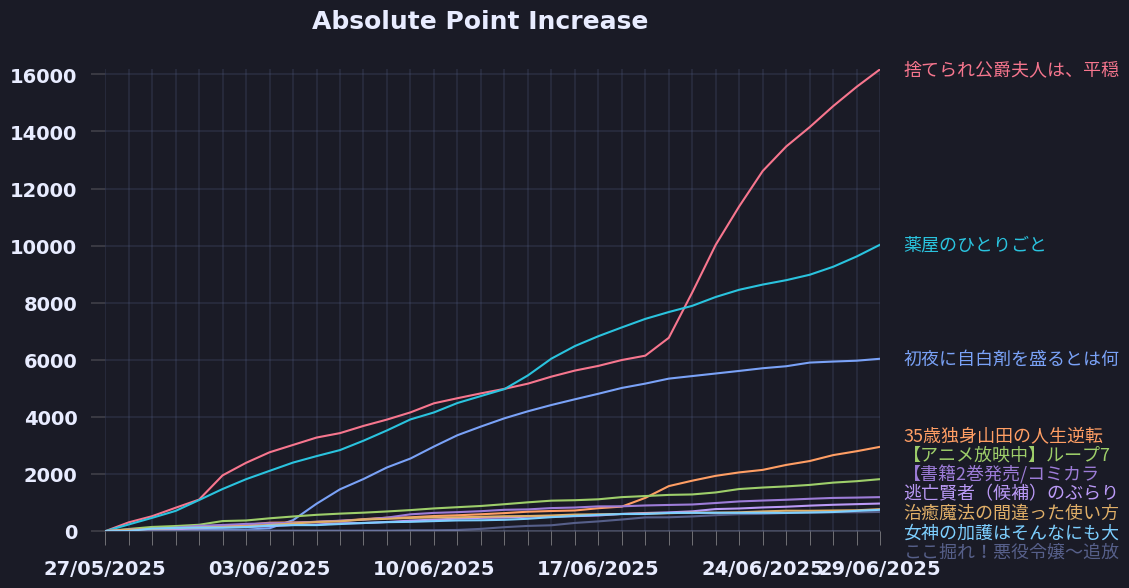 Absolute Point Increase
16000
14000
12000
10000
8000
6000
4000
2000
0
捨てられ公爵夫人は、平穏
薬屋のひとりごと
初夜に自白剤を盛るとは何
35歳独身山田の人生逆転
【アニメ放映中】ループ7
【書籍2巻発売/コミカラ
逃亡賢者（候補）のぶらり
治癒魔法の間違った使い方
女神の加護はそんなにも大
ここ掘れ！悪役令嬢～追放
27/05/2025 03/06/2025 10/06/2025 17/06/2025 24/06/2025 29/06/2025